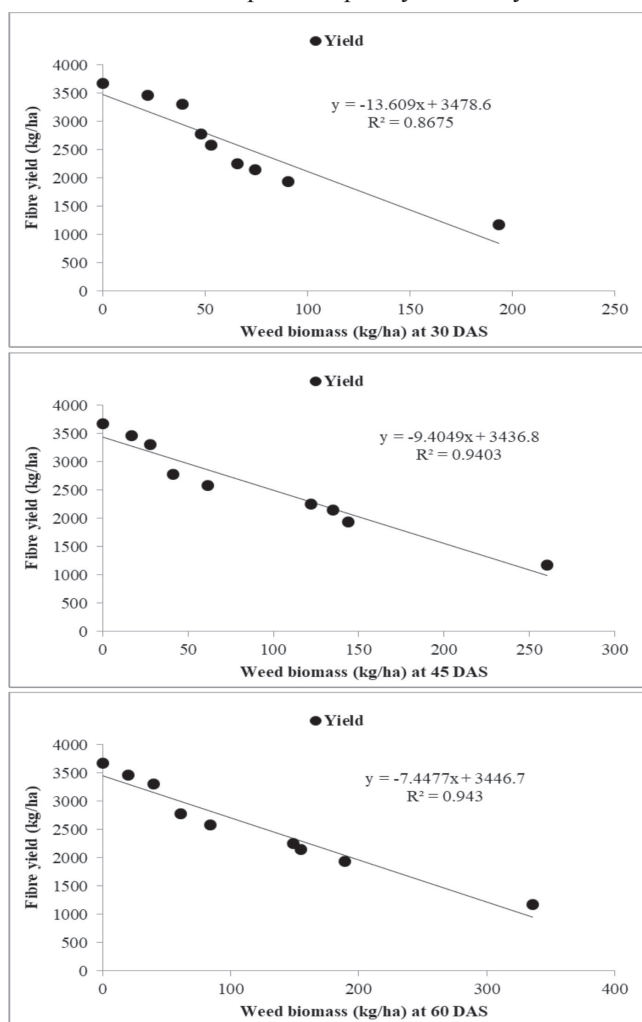 Yield
4000
3500
3000
2500
2000
1500
1000
500
0
Fibre yield (kg/ha)
y = -13.609x + 3478.6
R² = 0.8675
0 50 100 150 200 250
Weed biomass (kg/ha) at 30 DAS
Yield
4000
3500
3000
2500
2000
1500
1000
500
0
Fibre yield (kg/ha)
y = -9.4049x + 3436.8
R² = 0.9403
0 50 100 150 200 250 300
Weed biomass (kg/ha) at 45 DAS
Yield
4000
3500
3000
2500
2000
1500
1000
500
0
Fibre yield (kg/ha)
y = -7.4477x + 3446.7
R² = 0.943
0 100 200 300 400
Weed biomass (kg/ha) at 60 DAS